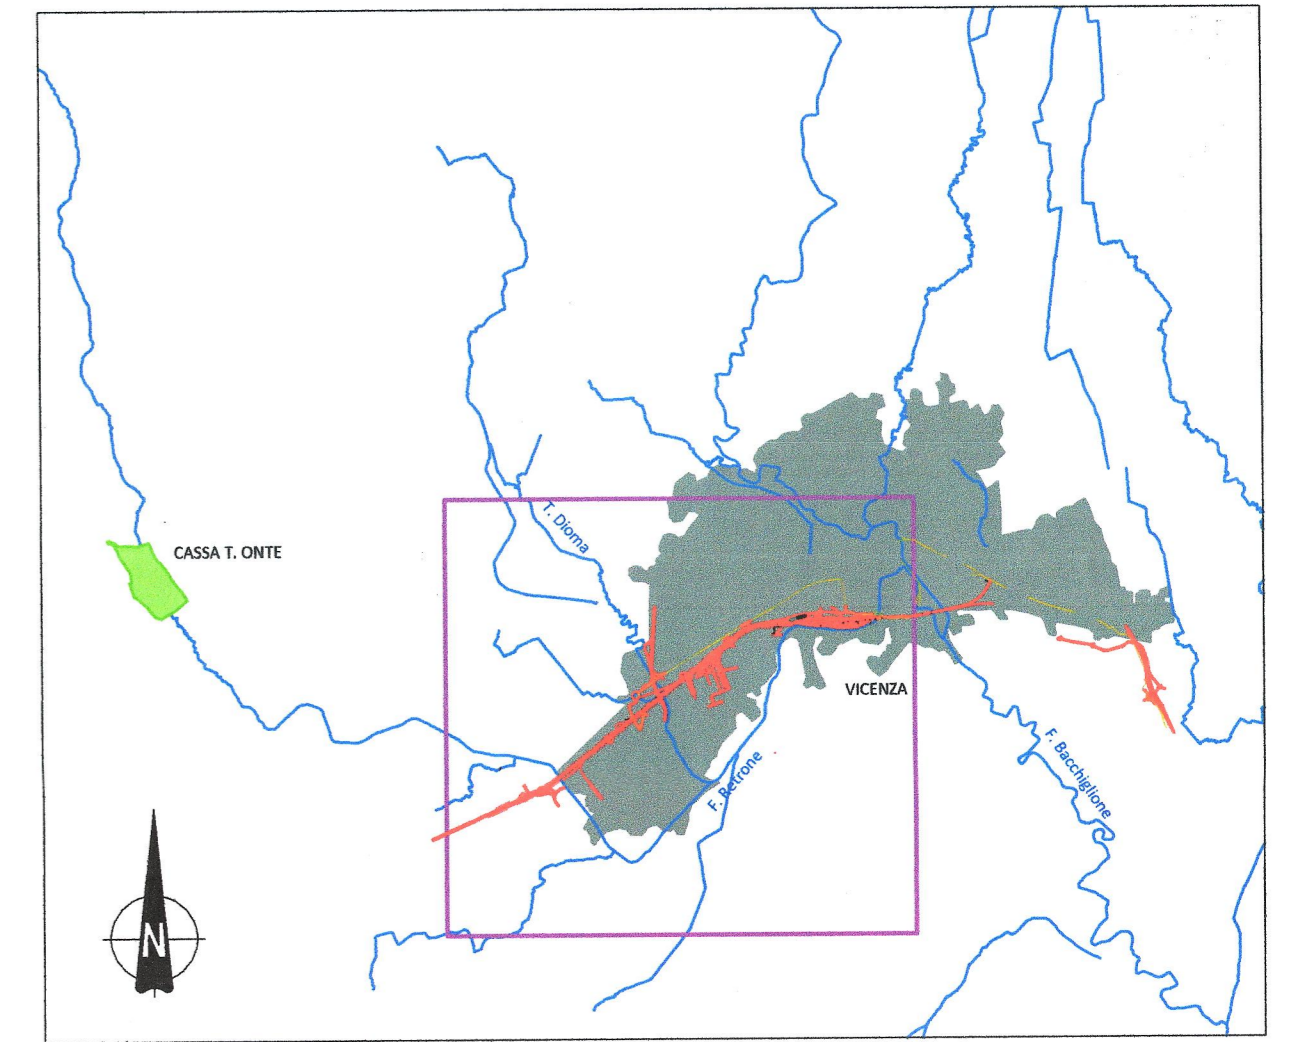 T. Dioma
CASSA T. ONTE
VICENZA
F. Retrone
F. Bacchiglione
N